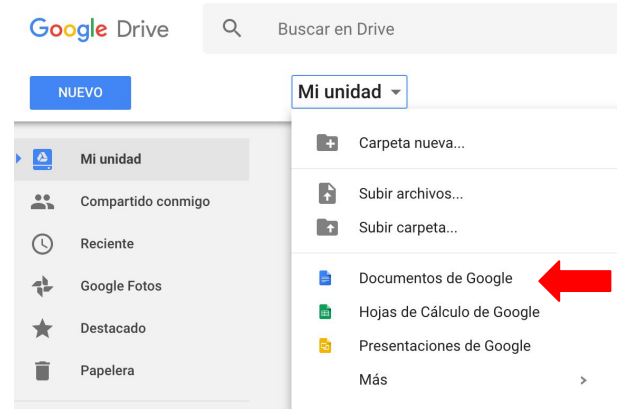 Google Drive
Buscar en Drive
NUEVO
Mi unidad
Mi unidad
Compartido conmigo
Reciente
Google Fotos
Destacado
Papelera
Carpeta nueva...
Subir archivos...
Subir carpeta...
Documentos de Google
Hojas de Cálculo de Google
Presentaciones de Google
Más